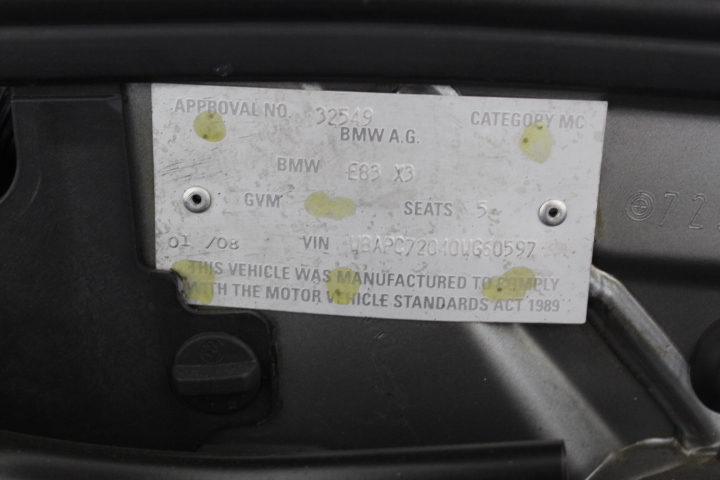 APPROVAL NO. 32549 CATEGORY MC
BMW A.G.
BMW E83 X3
GVM SEATS 5
01 /08 VIN WBAPC72040WG60597
THIS VEHICLE WAS MANUFACTURED TO COMPLY
WITH THE MOTOR VEHICLE STANDARDS ACT 1989
72